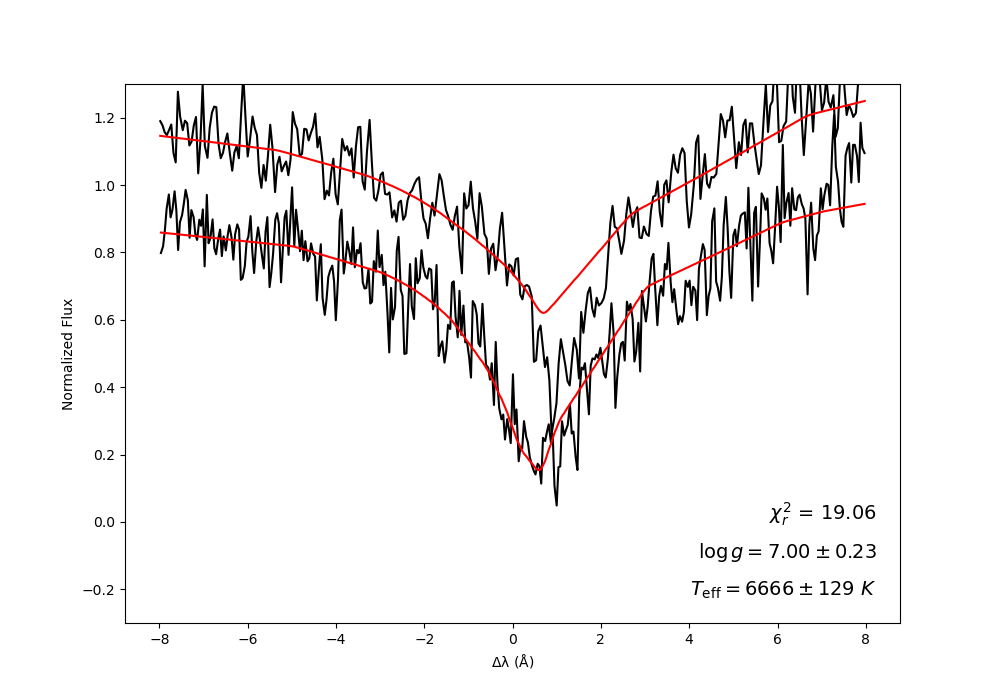 1.2
1.0
0.8
0.6
0.4
0.2
0.0
−0.2
Normalized Flux
χ²ᵣ = 19.06
log g = 7.00 ± 0.23
T_eff = 6666 ± 129 K
−8 −6 −4 −2 0 2 4 6 8
Δλ (Å)